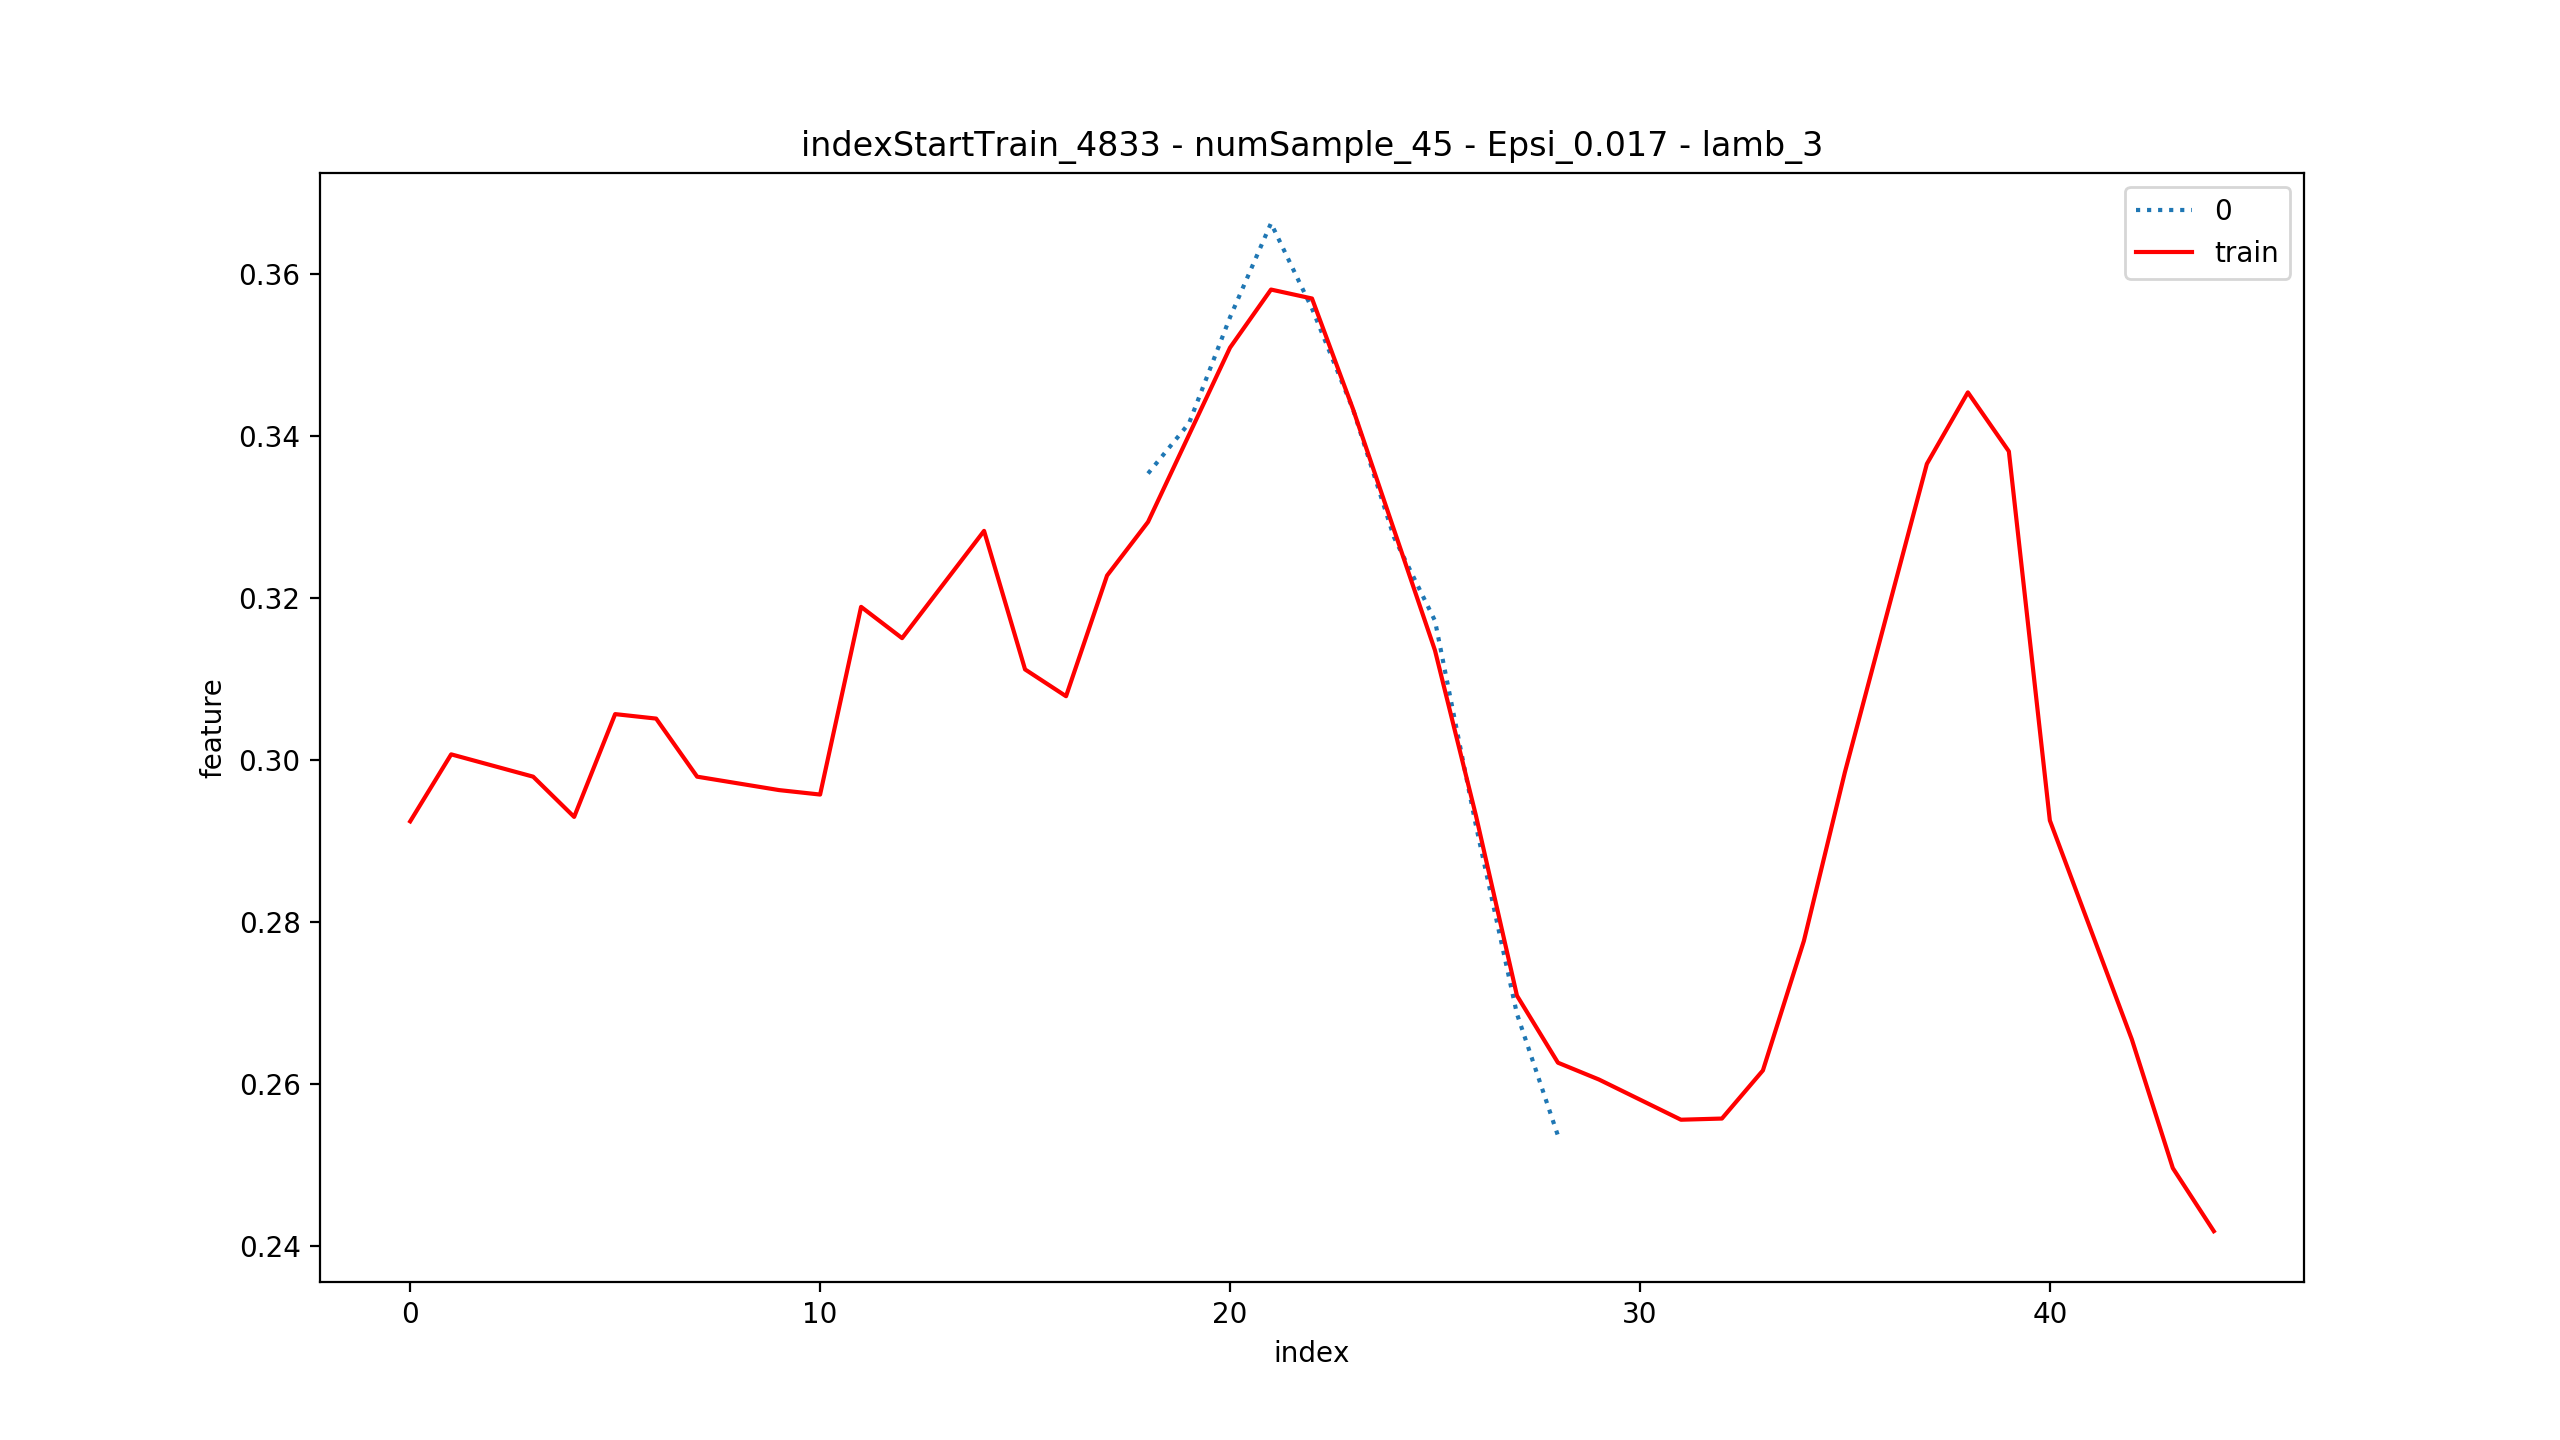 indexStartTrain_4833 - numSample_45 - Epsi_0.017 - lamb_3
0
train
0.36
0.34
0.32
0.30
0.28
0.26
0.24
feature
0 10 20 30 40
index